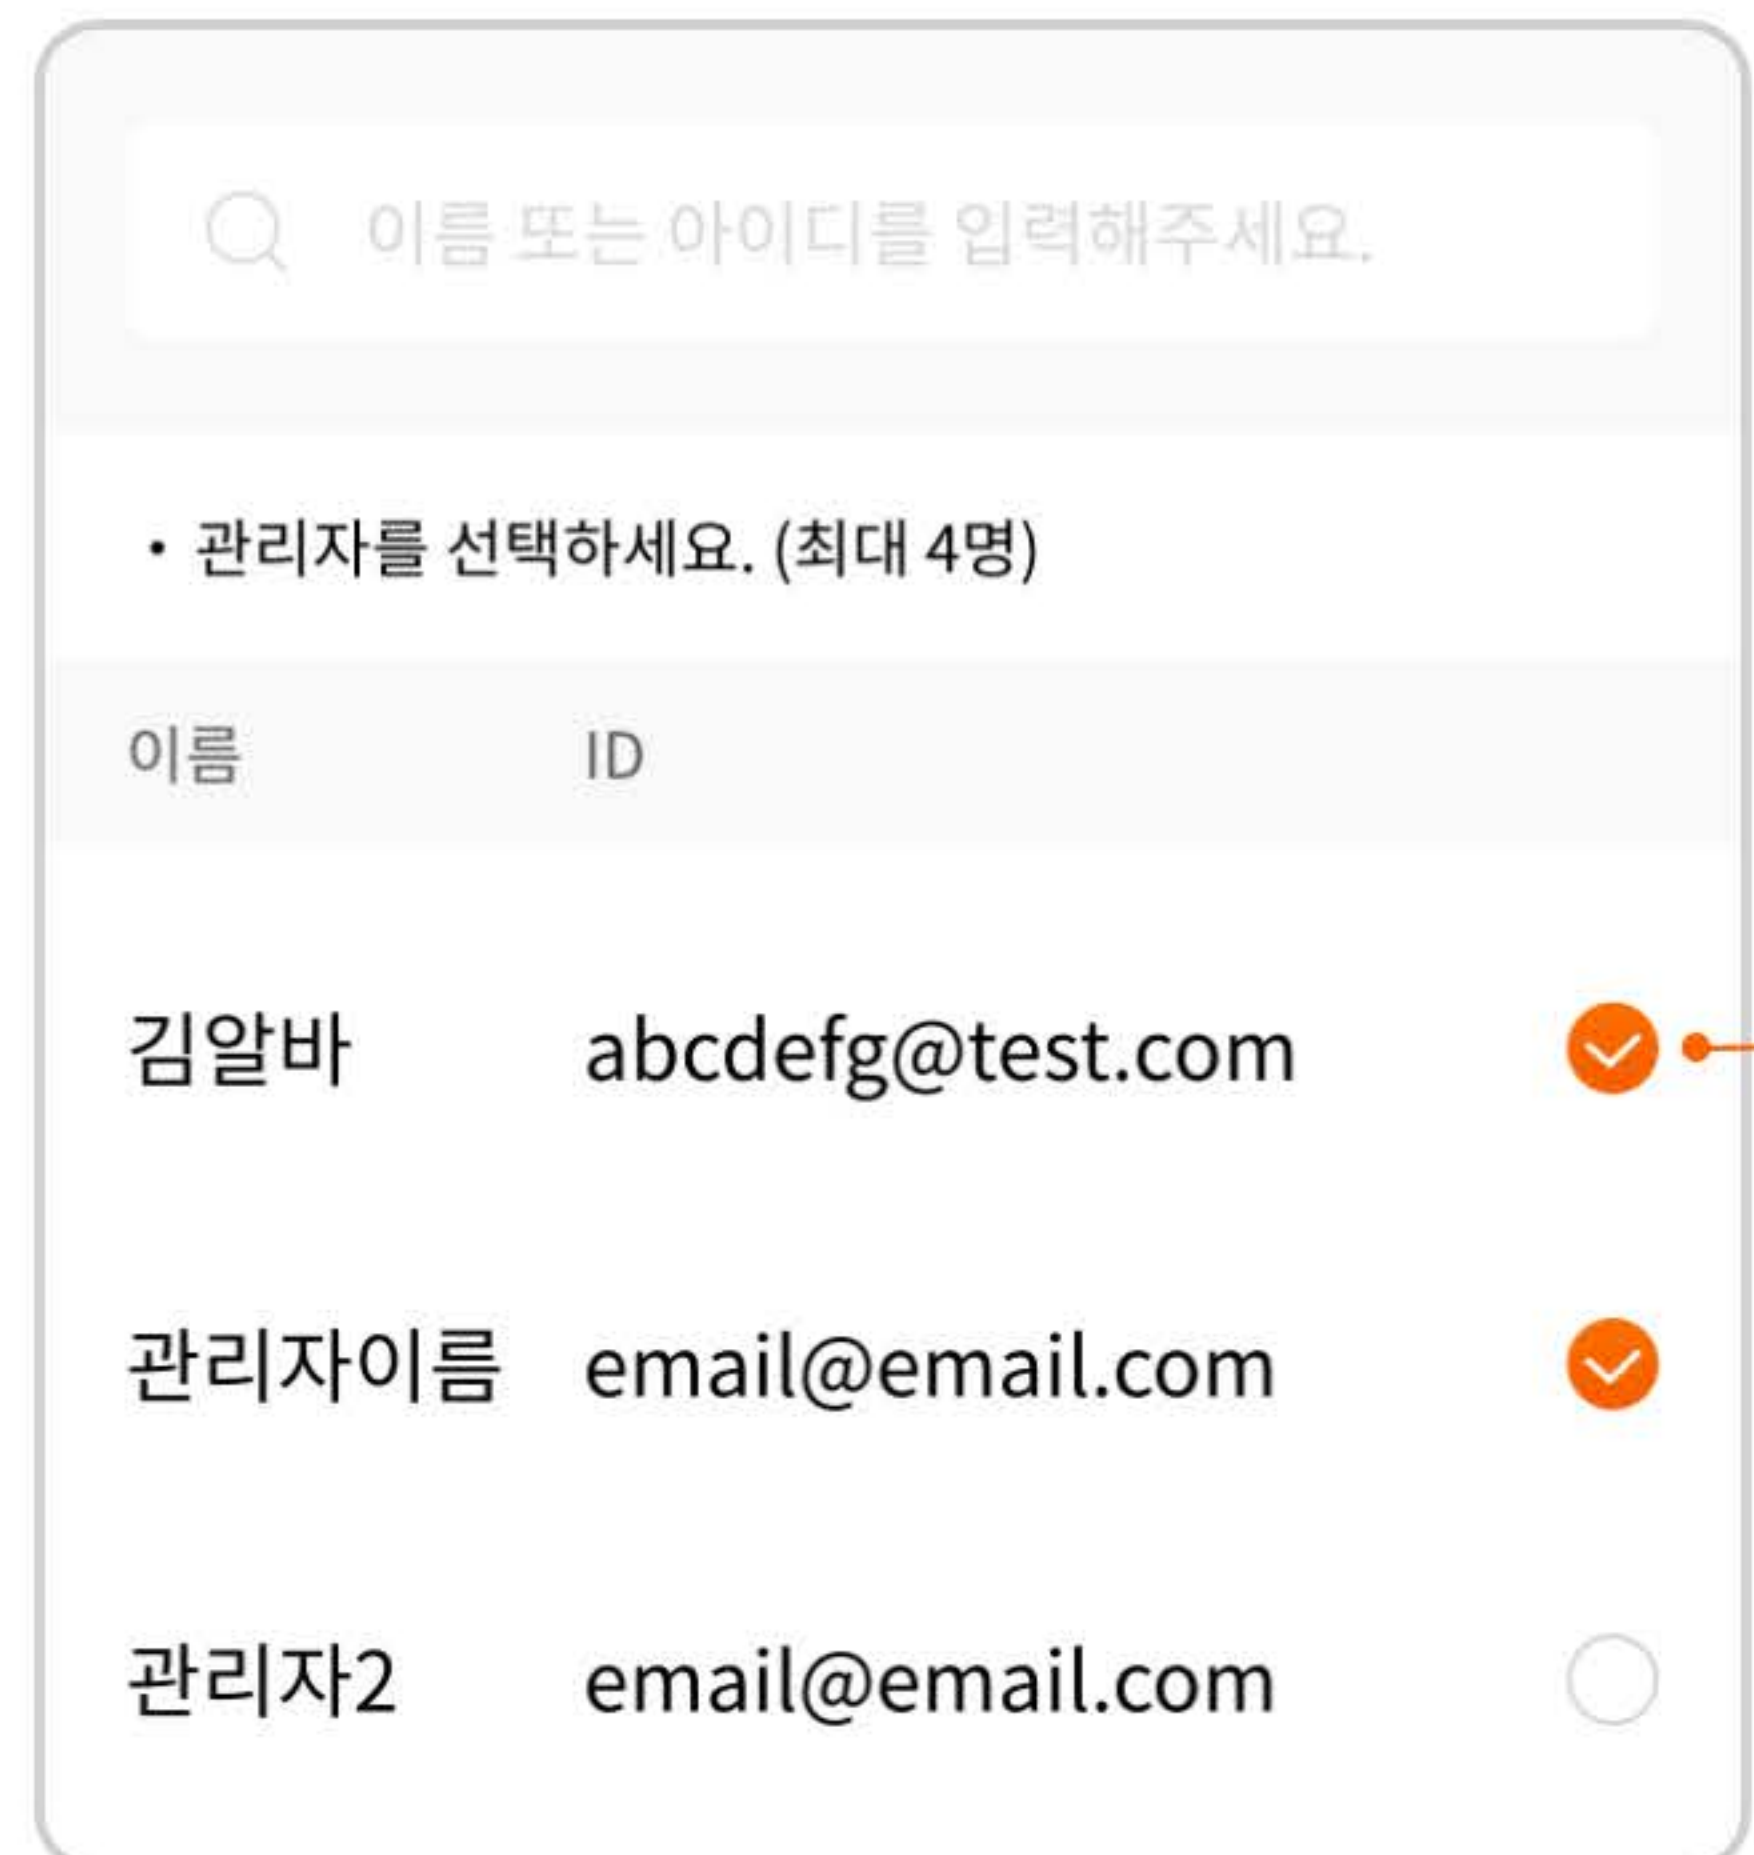 이름 또는 아이디를 입력해주세요.
• 관리자를 선택하세요. (최대 4명)
이름 ID
김알바 abcdefg@test.com
관리자이름 email@email.com
관리자2 email@email.com